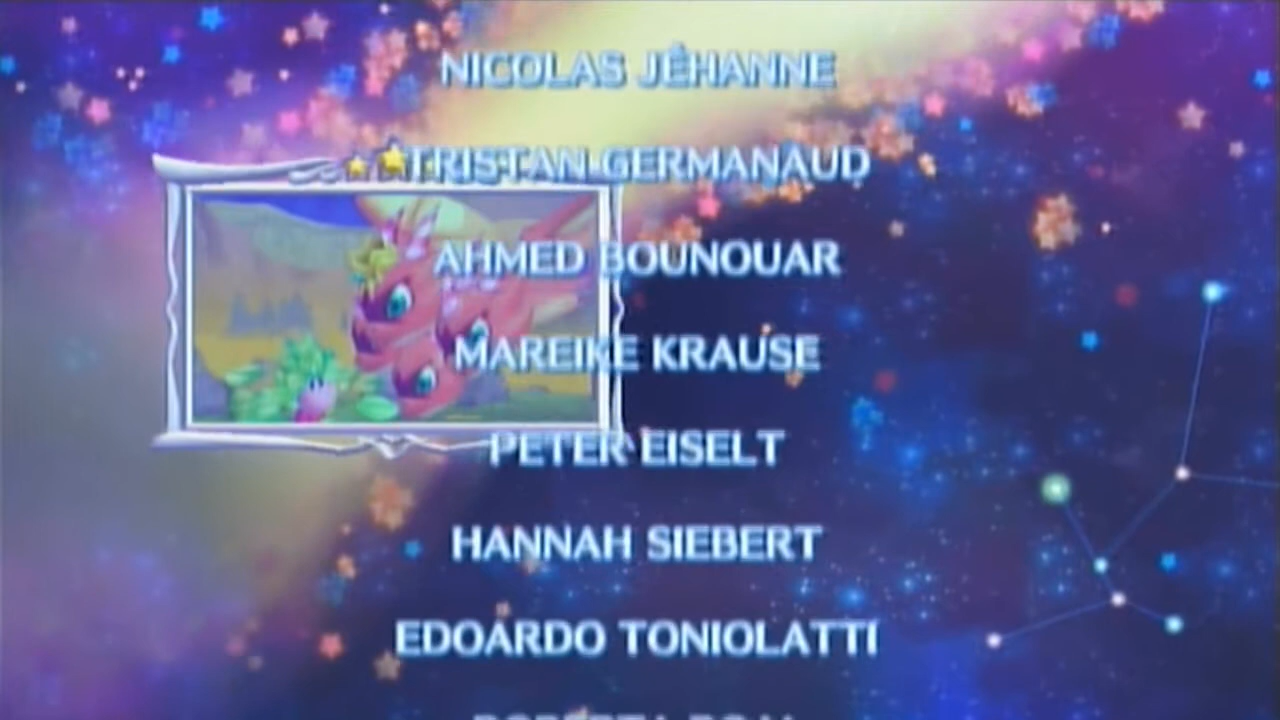 NICOLAS JÉHANNE
TRISTAN GERMANAUD
AHMED BOUNOUAR
MAREIKE KRAUSE
PETER EISELT
HANNAH SIEBERT
EDOARDO TONIOLATTI